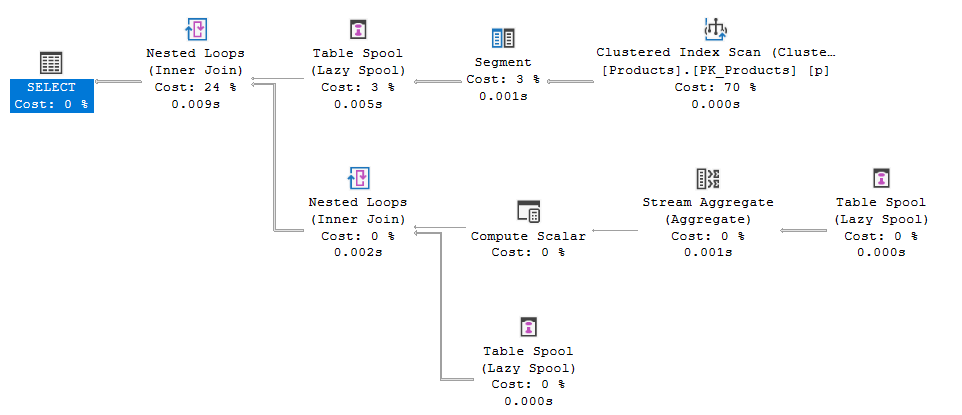 SELECT
Cost: 0 %
Nested Loops
(Inner Join)
Cost: 24 %
0.009s
Table Spool
(Lazy Spool)
Cost: 3 %
0.005s
Segment
Cost: 3 %
0.001s
Clustered Index Scan (Cluste…
[Products].[PK_Products] [p]
Cost: 70 %
0.000s
Nested Loops
(Inner Join)
Cost: 0 %
0.002s
Compute Scalar
Cost: 0 %
Stream Aggregate
(Aggregate)
Cost: 0 %
0.001s
Table Spool
(Lazy Spool)
Cost: 0 %
0.000s
Table Spool
(Lazy Spool)
Cost: 0 %
0.000s